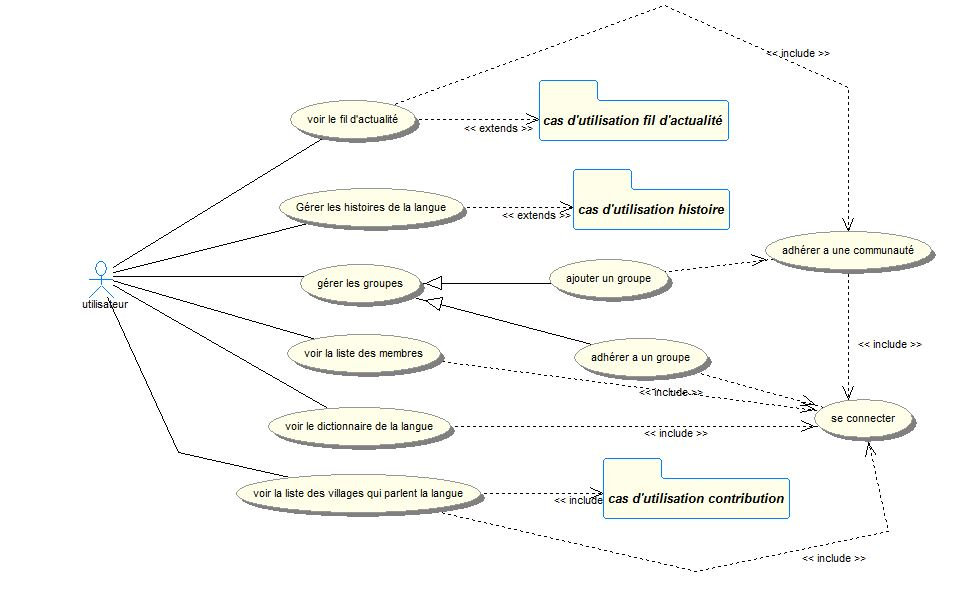 << include >>
voir le fil d'actualité
<< extends >>
cas d'utilisation fil d'actualité
Gérer les histoires de la langue
<< extends >>
cas d'utilisation histoire
adhérer a une communauté
gérer les groupes
ajouter un groupe
utilisateur
<< include >>
voir la liste des membres
adhérer a un groupe
<< include >>
se connecter
voir le dictionnaire de la langue
<< include >>
voir la liste des villages qui parlent la langue
<< include
cas d'utilisation contribution
<< include >>